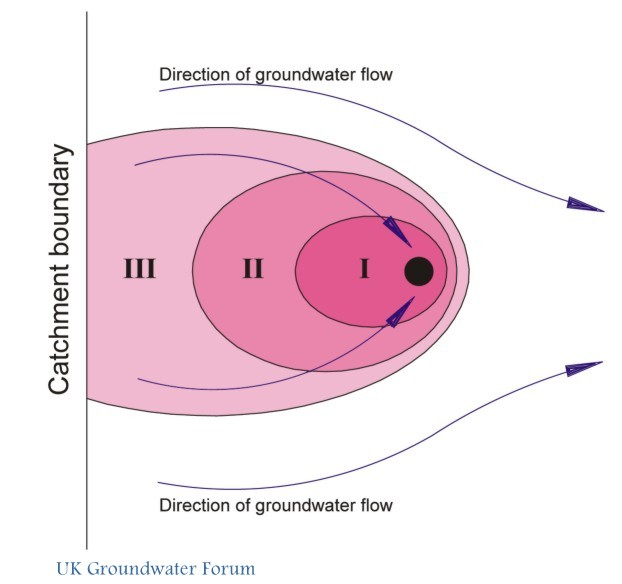 Direction of groundwater flow
Catchment boundary
III
II
I
Direction of groundwater flow
UK Groundwater Forum